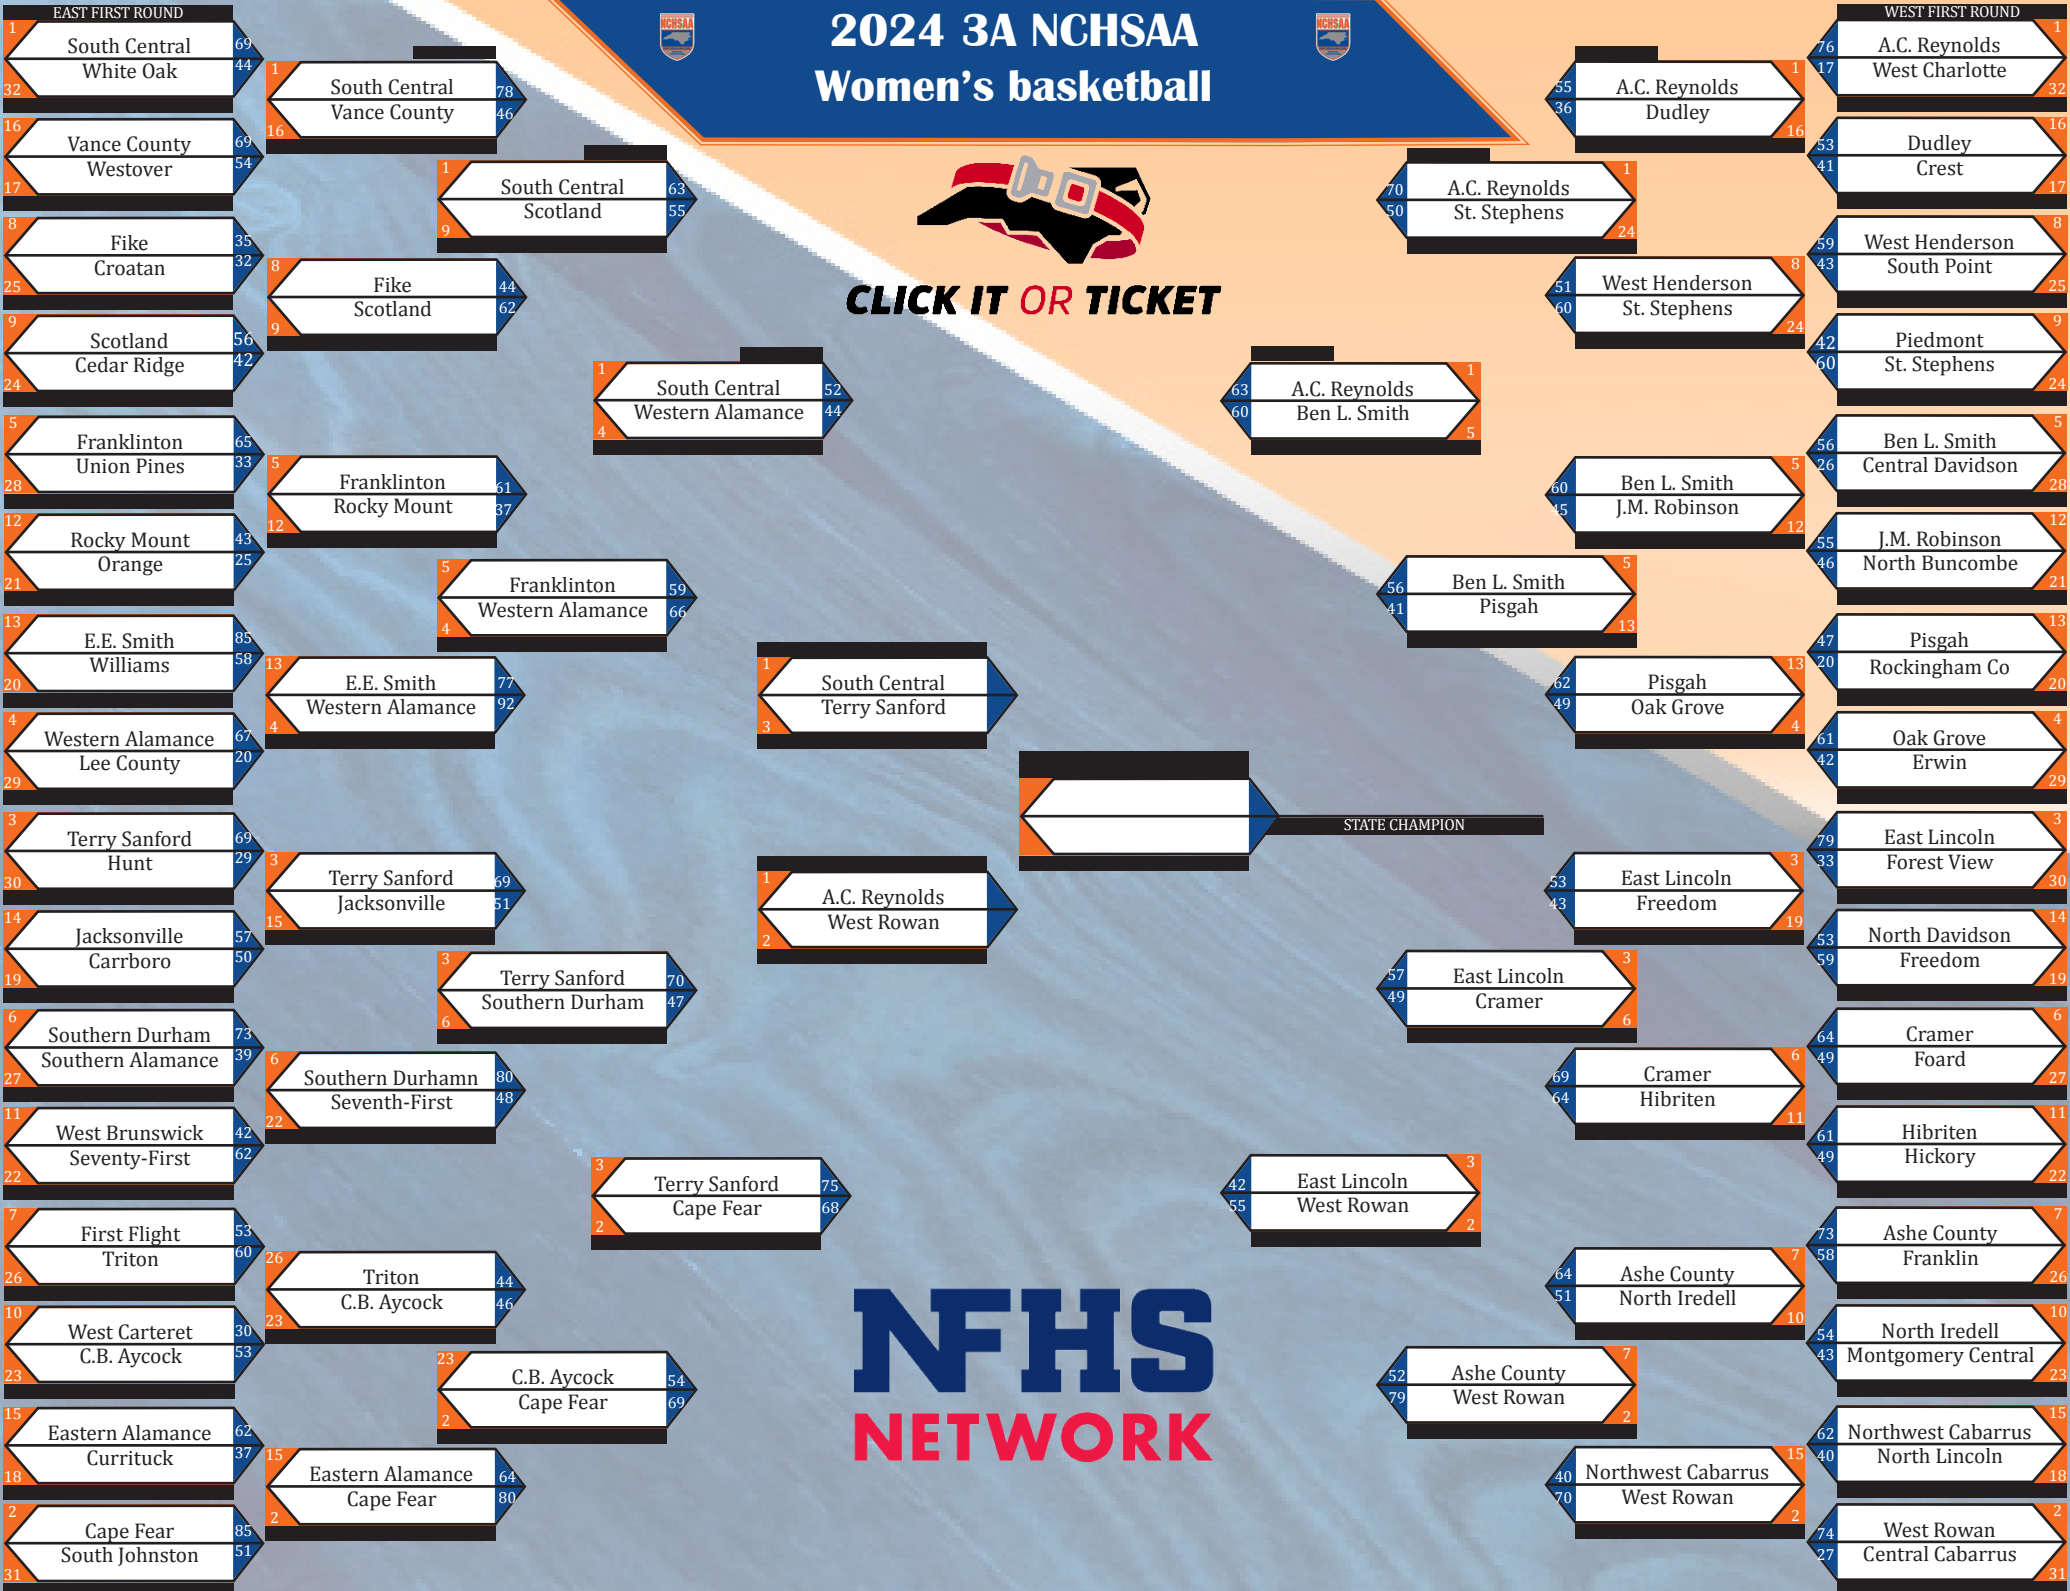 2024 3A NCHSAA
Women's basketball
NCHSAA
NCHSAA
CLICK IT OR TICKET
EAST FIRST ROUND
1 South Central 69
32 White Oak 44
16 Vance County 69
17 Westover 54
8 Fike 35
25 Croatan 32
9 Scotland 56
24 Cedar Ridge 42
5 Franklinton 65
28 Union Pines 33
12 Rocky Mount 43
21 Orange 25
13 E.E. Smith 85
20 Williams 58
4 Western Alamance 67
29 Lee County 20
3 Terry Sanford 69
30 Hunt 29
14 Jacksonville 57
19 Carrboro 50
6 Southern Durham 73
27 Southern Alamance 39
11 West Brunswick 42
22 Seventy-First 62
7 First Flight 53
26 Triton 60
10 West Carteret 30
23 C.B. Aycock 53
15 Eastern Alamance 62
18 Currituck 37
2 Cape Fear 85
31 South Johnston 51
1 South Central 78
16 Vance County 46
8 Fike 44
9 Scotland 62
5 Franklinton 61
12 Rocky Mount 37
13 E.E. Smith 77
4 Western Alamance 92
3 Terry Sanford 69
15 Jacksonville 51
6 Southern Durhamn 80
22 Seventh-First 48
26 Triton 44
23 C.B. Aycock 46
15 Eastern Alamance 64
2 Cape Fear 80
1 South Central 63
9 Scotland 55
5 Franklinton 59
4 Western Alamance 66
3 Terry Sanford 70
6 Southern Durham 47
23 C.B. Aycock 54
2 Cape Fear 69
1 South Central 52
4 Western Alamance 44
3 Terry Sanford 75
2 Cape Fear 68
1 South Central
3 Terry Sanford
1 A.C. Reynolds
2 West Rowan
STATE CHAMPION
63 A.C. Reynolds 1
60 Ben L. Smith 5
42 East Lincoln 3
55 West Rowan 2
70 A.C. Reynolds 1
50 St. Stephens 24
56 Ben L. Smith 5
41 Pisgah 13
57 East Lincoln 3
49 Cramer 6
52 Ashe County 7
79 West Rowan 2
55 A.C. Reynolds 1
36 Dudley 16
51 West Henderson 8
60 St. Stephens 24
60 Ben L. Smith 5
45 J.M. Robinson 12
62 Pisgah 13
49 Oak Grove 4
53 East Lincoln 3
43 Freedom 19
69 Cramer 6
64 Hibriten 11
64 Ashe County 7
51 North Iredell 10
40 Northwest Cabarrus 15
70 West Rowan 2
WEST FIRST ROUND
76 A.C. Reynolds 1
17 West Charlotte 32
53 Dudley 16
41 Crest 17
59 West Henderson 8
43 South Point 25
42 Piedmont 9
60 St. Stephens 24
56 Ben L. Smith 5
26 Central Davidson 28
55 J.M. Robinson 12
46 North Buncombe 21
47 Pisgah 13
20 Rockingham Co 20
61 Oak Grove 4
42 Erwin 29
79 East Lincoln 3
33 Forest View 30
53 North Davidson 14
59 Freedom 19
64 Cramer 6
49 Foard 27
61 Hibriten 11
49 Hickory 22
73 Ashe County 7
58 Franklin 26
54 North Iredell 10
43 Montgomery Central 23
62 Northwest Cabarrus 15
40 North Lincoln 18
74 West Rowan 2
27 Central Cabarrus 31
NFHS
NETWORK